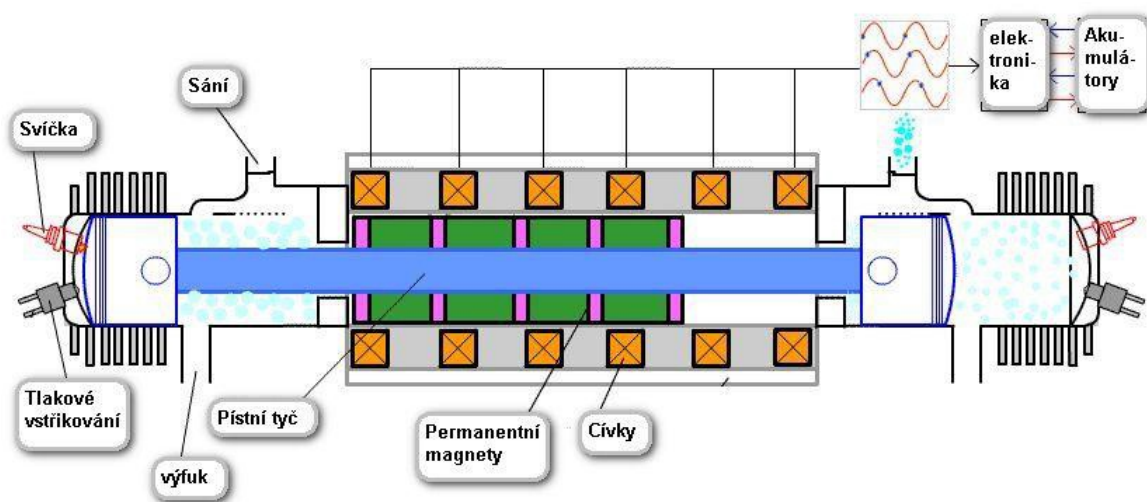 elek-
troni-
ka
Aku-
mulá-
tory
Sání
Svíčka
Tlakové
vstřikování
výfuk
Pístní tyč
Permanentní
magnety
Cívky